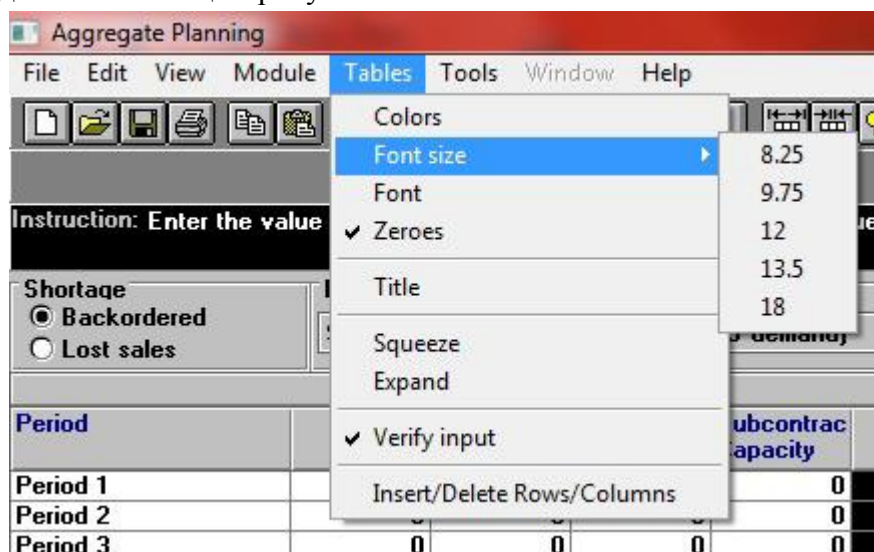 Aggregate Planning
File Edit View Module Tables Tools Window Help
Colors
Font size
8.25
Font
9.75
Instruction: Enter the value
Zeroes
12
13.5
Shortage
Title
18
Backordered
Lost sales
Squeeze
demand)
Expand
Period
Verify input
Period 1
0
Insert/Delete Rows/Columns
Period 2
0
Period 3
0 0 0 0